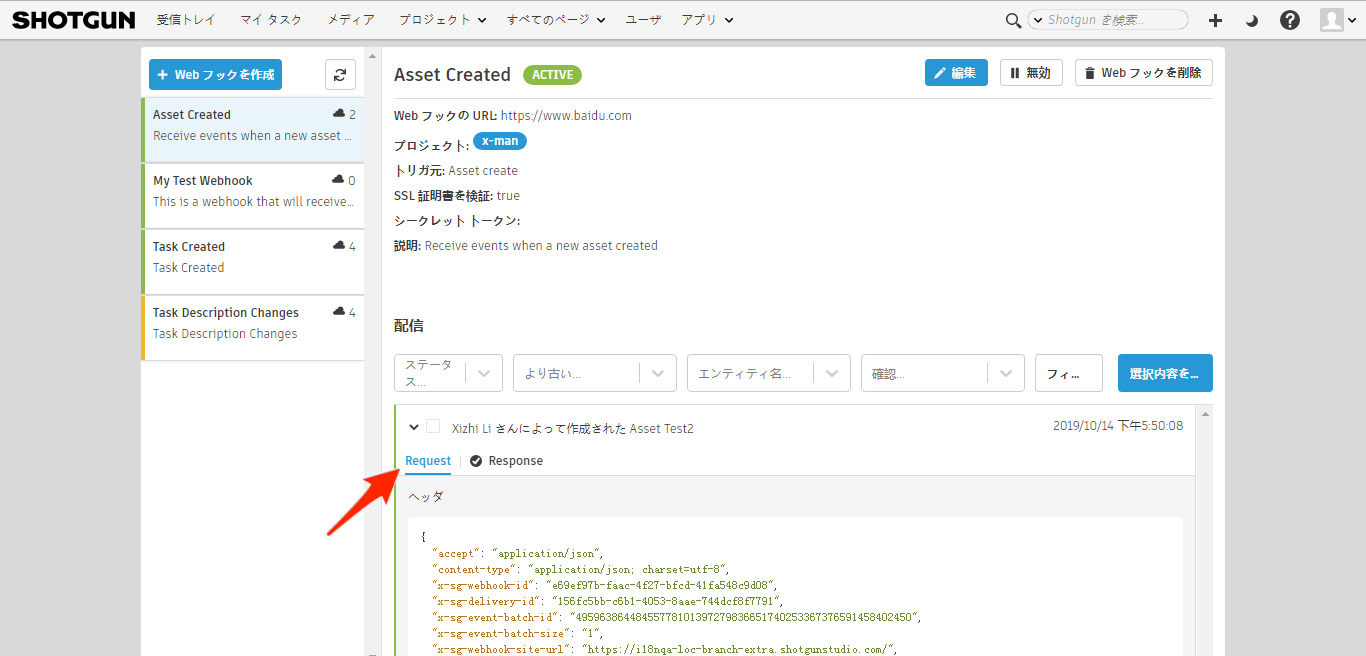 SHOTGUN 受信トレイ マイ タスク メディア プロジェクト すべてのページ ユーザ アプリ Shotgun を検索...
Web フックを作成
Asset Created 2
Receive events when a new asset ...
My Test Webhook 0
This is a webhook that will receive...
Task Created 4
Task Created
Task Description Changes 4
Task Description Changes
Asset Created ACTIVE 編集 無効 Web フックを削除
Web フックの URL: https://www.baidu.com
プロジェクト: x-man
トリガ元: Asset create
SSL 証明書を検証: true
シークレット トークン:
説明: Receive events when a new asset created
配信
ステータス... より古い... エンティティ名... 確認... フィ... 選択内容を...
Xizhi Li さんによって作成された Asset Test2 2019/10/14 下午5:50:08
Request Response
ヘッダ
{
"accept": "application/json",
"content-type": "application/json; charset=utf-8",
"x-sg-webhook-id": "e69ef97b-faac-4f27-bfcd-41fa548c9d08",
"x-sg-delivery-id": "156fc5bb-c6b1-4053-8aae-744dcf8f7791",
"x-sg-event-batch-id": "49596386448455778101397279836651740253367376591458402450",
"x-sg-event-batch-size": "1",
"x-sg-webhook-site-url": "https://i18nqa-loc-branch-extra.shotgunstudio.com/",